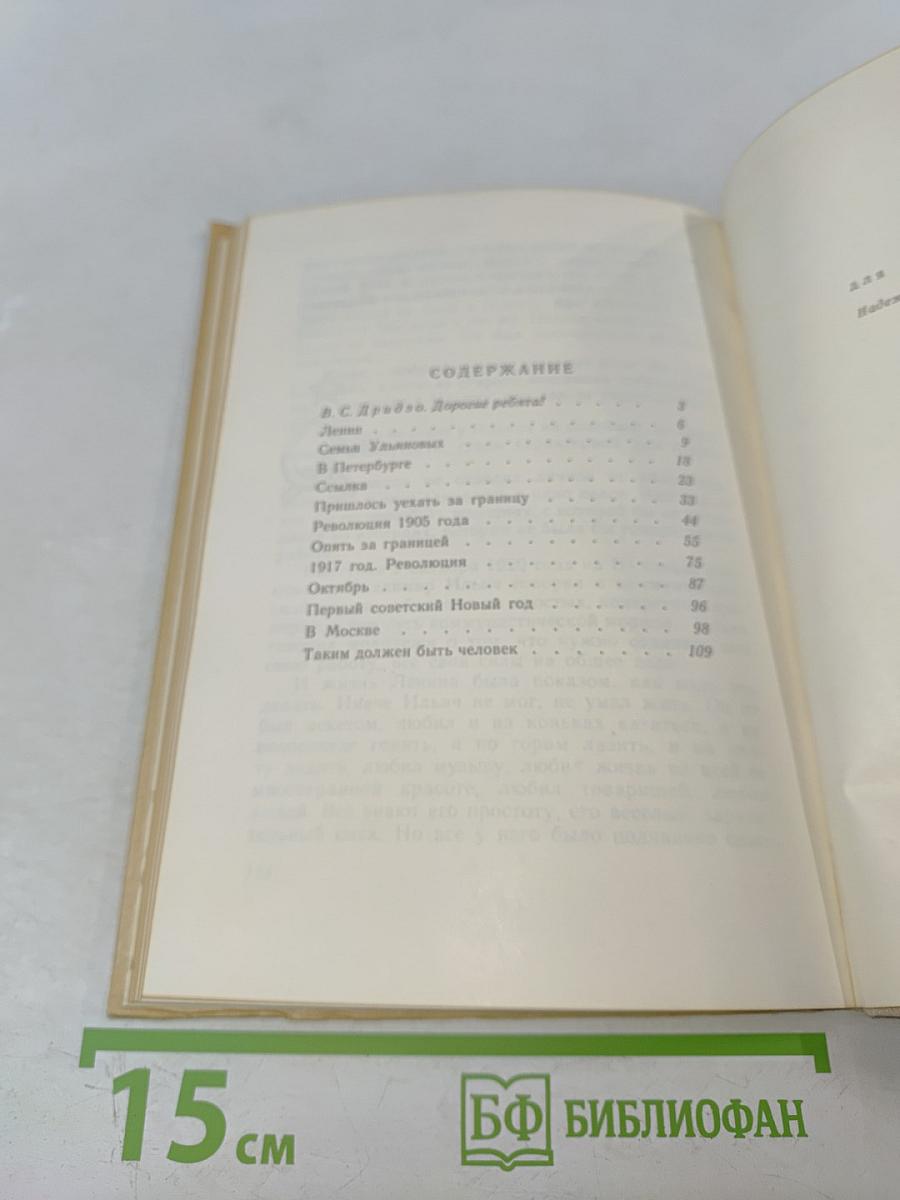 СОДЕРЖАНИЕ
В. С. Дридзо. Дорогие ребята! . . . . . 3
Ленин . . . . . . . . . . . . . 6
Семья Ульяновых . . . . . . . . . . 9
В Петербурге . . . . . . . . . . . 18
Ссылка . . . . . . . . . . . . . 23
Пришлось уехать за границу . . . . . . 33
Революция 1905 года . . . . . . . . . 44
Опять за границей . . . . . . . . . . 55
1917 год. Революция . . . . . . . . . 75
Октябрь . . . . . . . . . . . . . 87
Первый советский Новый год . . . . . . 96
В Москве . . . . . . . . . . . . . 98
Таким должен быть человек . . . . . . . 109
для
15 см
БФ БИБЛИОФАН